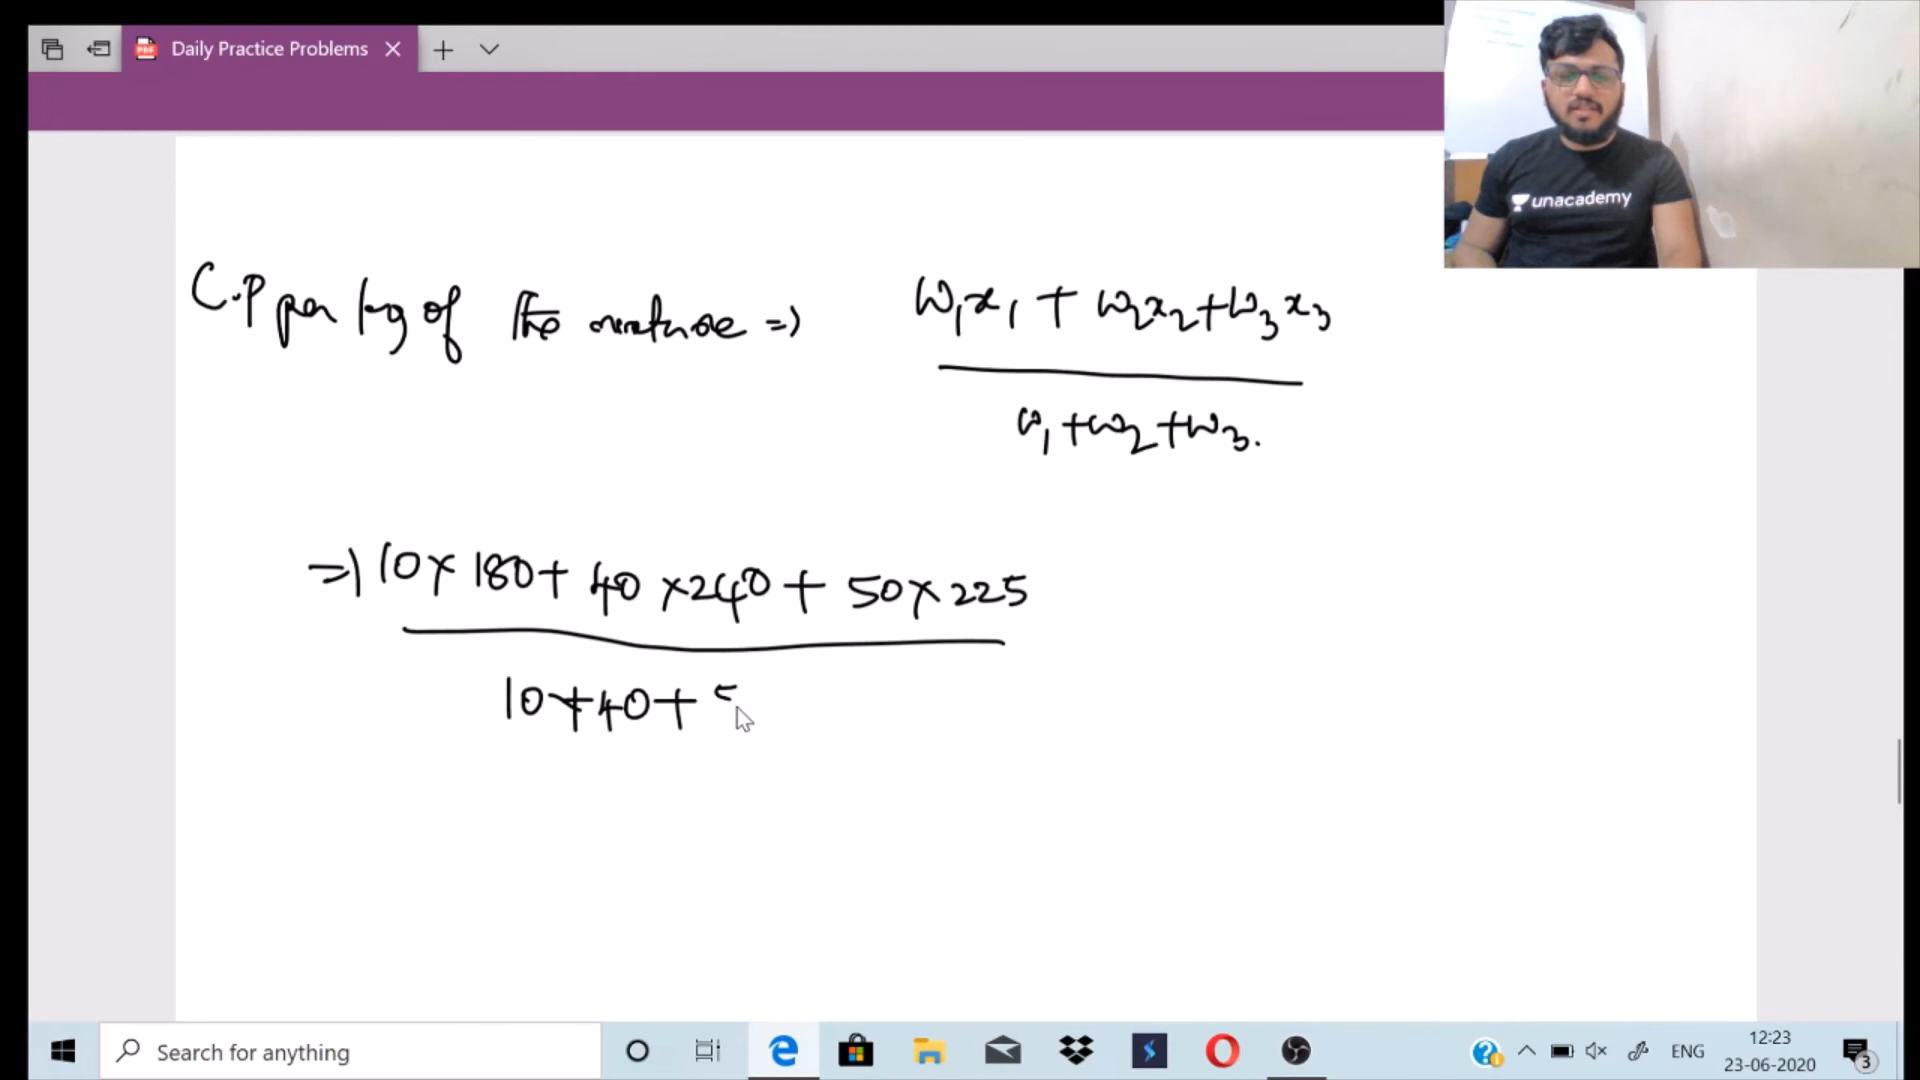 Daily Practice Problems
unacademy
C.P per kg of the mixture ⇒ w₁x₁ + w₂x₂ + w₃x₃
w₁ + w₂ + w₃.
⇒ 10 × 180 + 40 × 240 + 50 × 225
10 + 40 + 5
Search for anything
ENG
12:23
23-06-2020
3